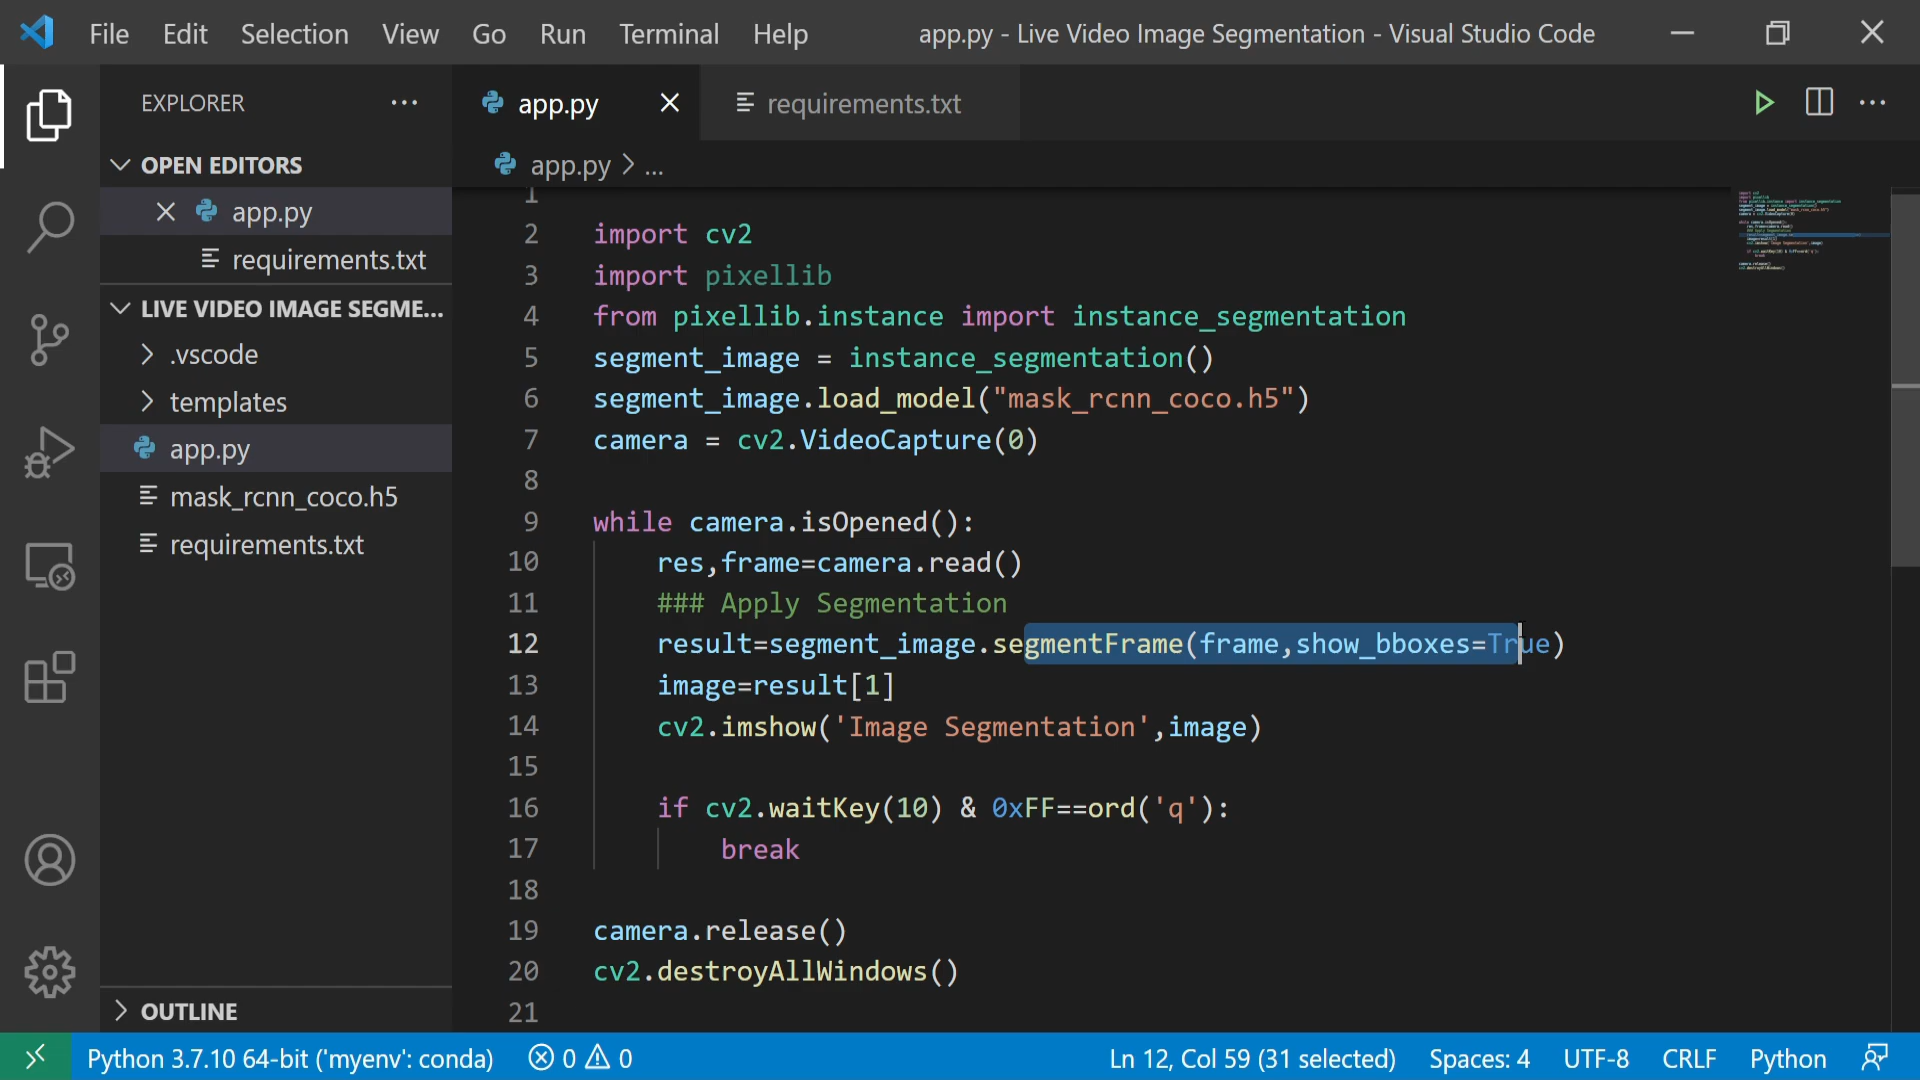 File Edit Selection View Go Run Terminal Help app.py - Live Video Image Segmentation - Visual Studio Code
EXPLORER
OPEN EDITORS
app.py
requirements.txt
LIVE VIDEO IMAGE SEGME...
.vscode
templates
app.py
mask_rcnn_coco.h5
requirements.txt
OUTLINE
app.py requirements.txt
app.py > ...
1
2 import cv2
3 import pixellib
4 from pixellib.instance import instance_segmentation
5 segment_image = instance_segmentation()
6 segment_image.load_model("mask_rcnn_coco.h5")
7 camera = cv2.VideoCapture(0)
8
9 while camera.isOpened():
10     res,frame=camera.read()
11     ### Apply Segmentation
12     result=segment_image.segmentFrame(frame,show_bboxes=True)
13     image=result[1]
14     cv2.imshow('Image Segmentation',image)
15
16     if cv2.waitKey(10) & 0xFF==ord('q'):
17         break
18
19 camera.release()
20 cv2.destroyAllWindows()
21
Python 3.7.10 64-bit ('myenv': conda) 0 0 Ln 12, Col 59 (31 selected) Spaces: 4 UTF-8 CRLF Python